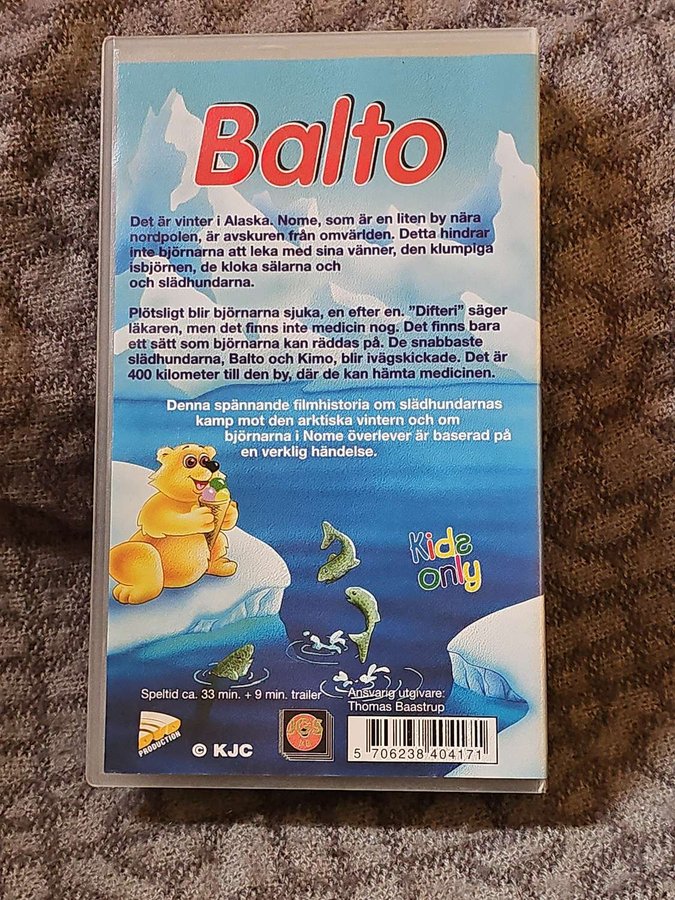 Balto
Det är vinter i Alaska. Nome, som är en liten by nära
nordpolen, är avskuren från omvärlden. Detta hindrar
inte björnarna att leka med sina vänner, den klumpiga
isbjörnen, de kloka sälarna och
och slädhundarna.
Plötsligt blir björnarna sjuka, en efter en. ”Difteri” säger
läkaren, men det finns inte medicin nog. Det finns bara
ett sätt som björnarna kan räddas på. De snabbaste
slädhundarna, Balto och Kimo, blir ivägskickade. Det är
400 kilometer till den by, där de kan hämta medicinen.
Denna spännande filmhistoria om slädhundarnas
kamp mot den arktiska vintern och om
björnarna i Nome överlever är baserad på
en verklig händelse.
Kids
only
Speltid ca. 33 min. + 9 min. trailer
Ansvarig utgivare:
Thomas Baastrup
PRODUCTION
© KJC
5 706238 404171